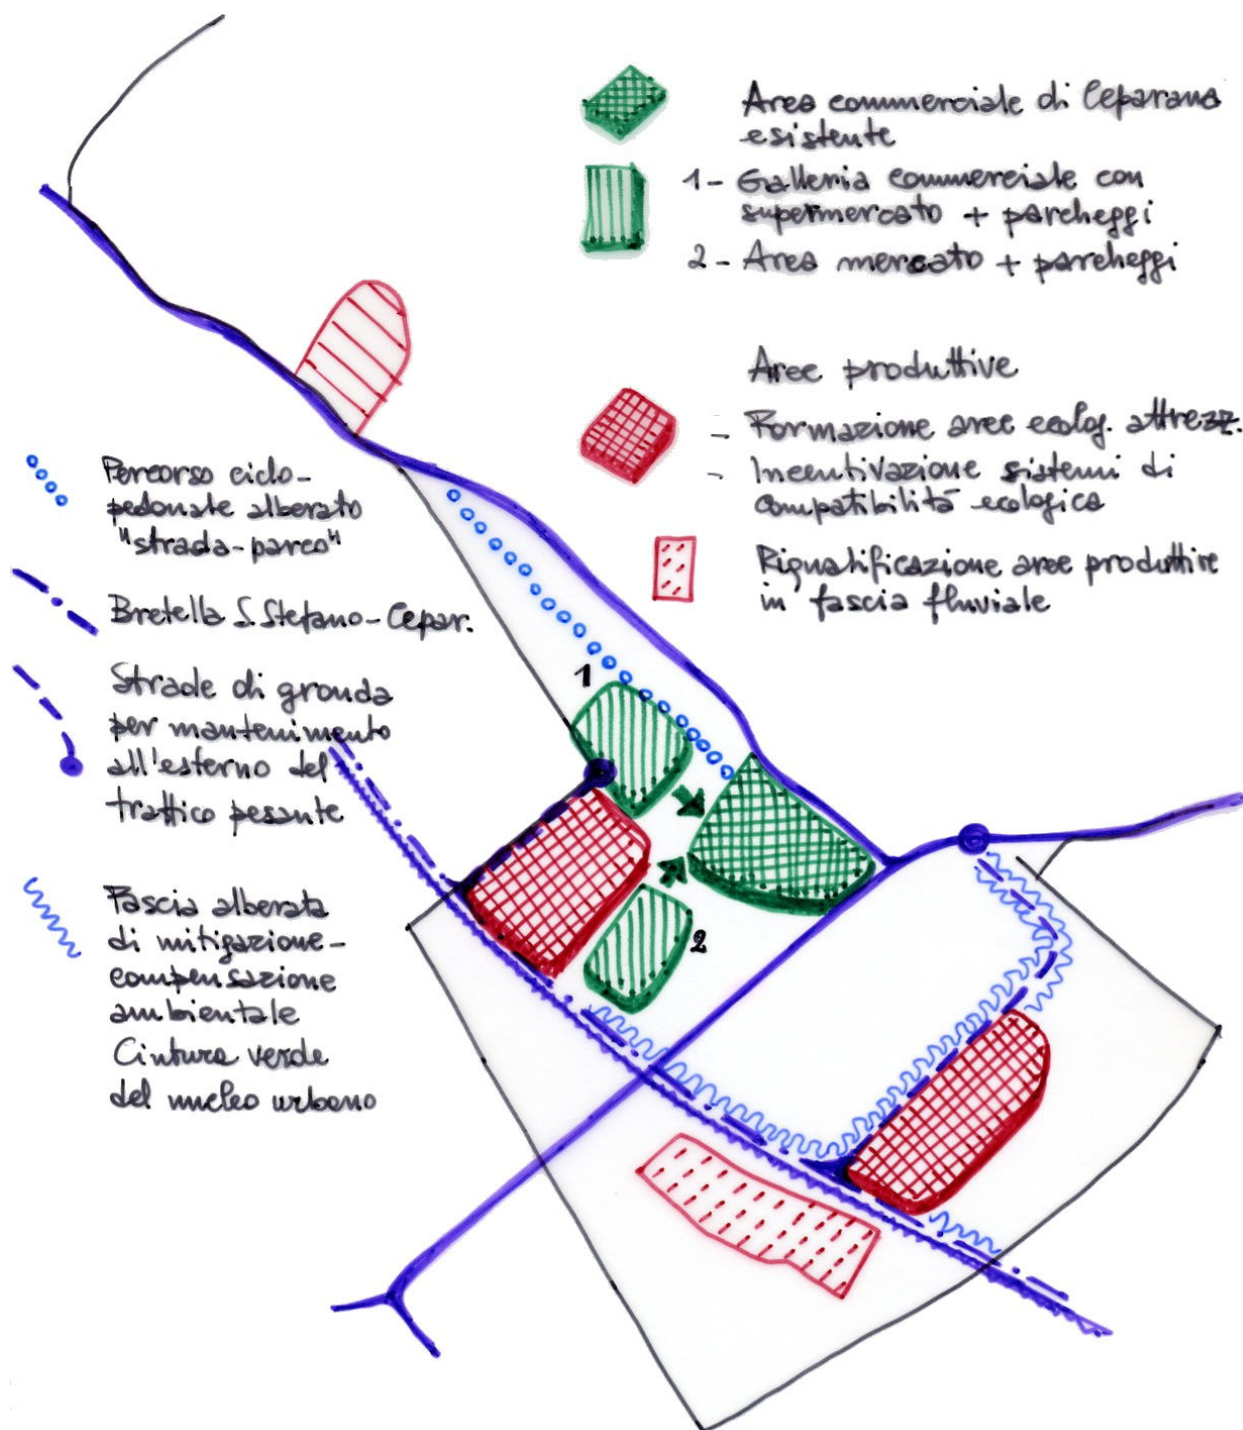 Area commerciale di Ceparana
esistente
1- Galleria commerciale con
supermercato + parcheggi
2- Area mercato + parcheggi
Aree produttive
- Formazione aree ecolog. attrezz.
- Incentivazione sistemi di
compatibilità ecologica
Riqualificazione aree produttive
in fascia fluviale
Percorso ciclo-
pedonale alberato
"strada-parco"
Bretella S. Stefano-Cepar.
Strade di gronda
per mantenimento
all'esterno del
traffico pesante
Fascia alberata
di mitigazione-
compensazione
ambientale
Cintura verde
del nucleo urbano
1
2